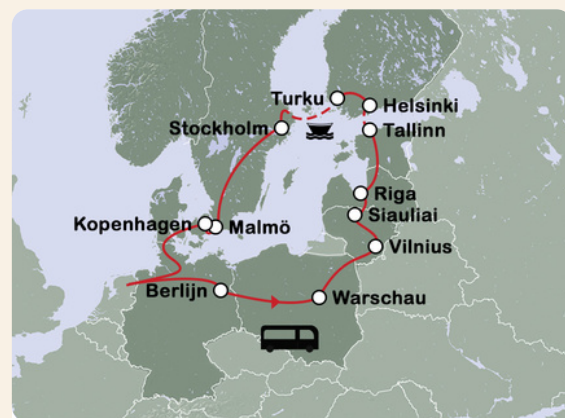 Turku
Helsinki
Stockholm
Tallinn
Riga
Siauliai
Kopenhagen
Malmö
Vilnius
Berlijn
Warschau